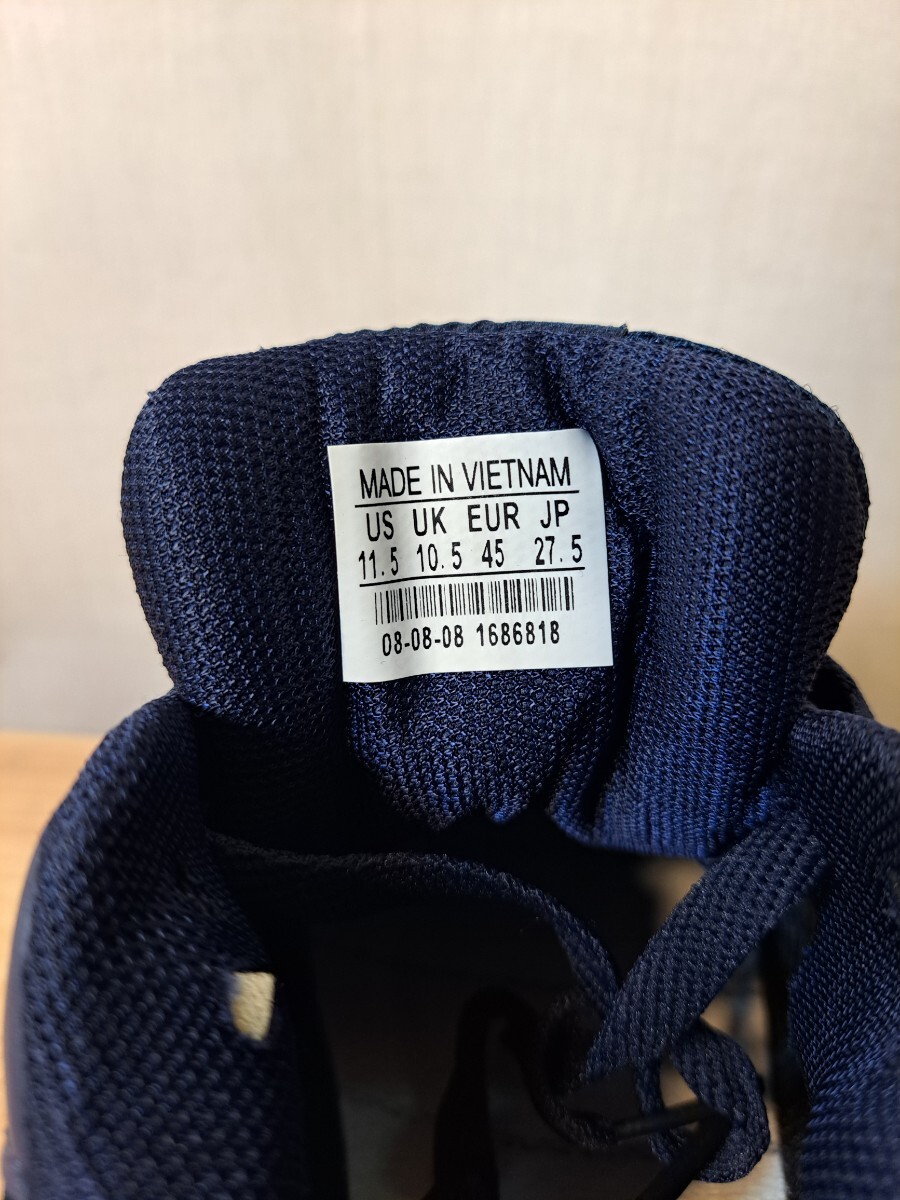 MADE IN VIETNAM
US UK EUR JP
11.5 10.5 45 27.5
08-08-08 1686818